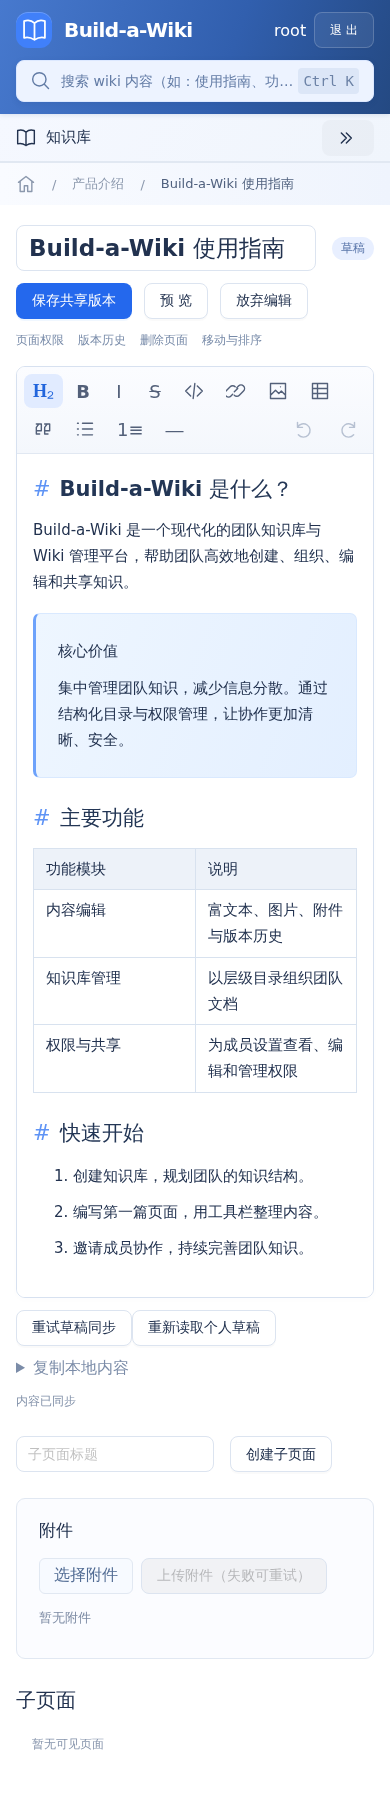 Build-a-Wiki
root
退 出
搜索 wiki 内容（如：使用指南、功… Ctrl K
知识库
/ 产品介绍 / Build-a-Wiki 使用指南
Build-a-Wiki 使用指南
草稿
保存共享版本 预 览 放弃编辑
页面权限 版本历史 删除页面 移动与排序
H₂ B I S
1≡ —
# Build-a-Wiki 是什么？
Build-a-Wiki 是一个现代化的团队知识库与
Wiki 管理平台，帮助团队高效地创建、组织、编
辑和共享知识。
核心价值
集中管理团队知识，减少信息分散。通过
结构化目录与权限管理，让协作更加清
晰、安全。
# 主要功能
功能模块 说明
内容编辑 富文本、图片、附件
与版本历史
知识库管理 以层级目录组织团队
文档
权限与共享 为成员设置查看、编
辑和管理权限
# 快速开始
1. 创建知识库，规划团队的知识结构。
2. 编写第一篇页面，用工具栏整理内容。
3. 邀请成员协作，持续完善团队知识。
重试草稿同步 重新读取个人草稿
复制本地内容
内容已同步
子页面标题 创建子页面
附件
选择附件 上传附件（失败可重试）
暂无附件
子页面
暂无可见页面